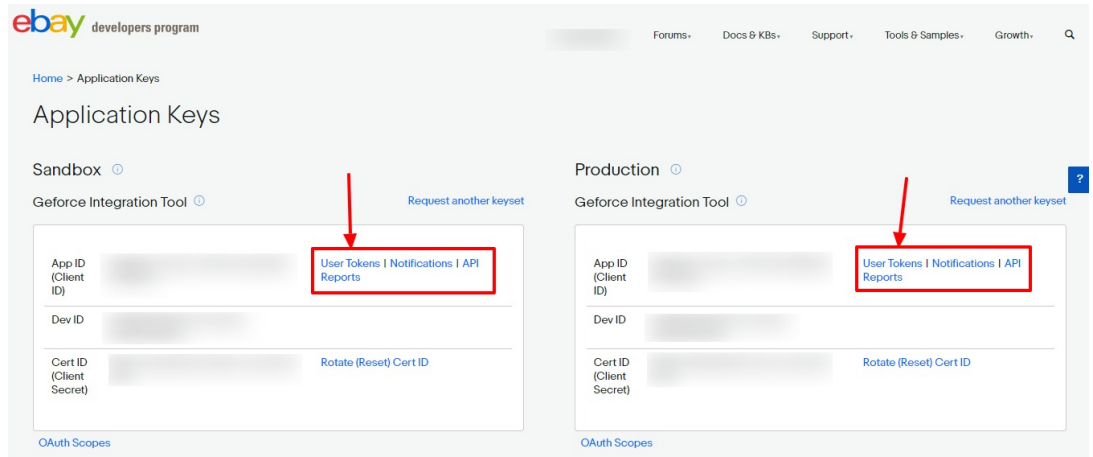 ebay developers program
Forums Docs & KBs Support Tools & Samples Growth
Home > Application Keys
Application Keys
Sandbox
Geforce Integration Tool
Request another keyset
App ID
(Client
ID)
User Tokens | Notifications | API
Reports
Dev ID
Cert ID
(Client
Secret)
Rotate (Reset) Cert ID
OAuth Scopes
Production
Geforce Integration Tool
Request another keyset
App ID
(Client
ID)
User Tokens | Notifications | API
Reports
Dev ID
Cert ID
(Client
Secret)
Rotate (Reset) Cert ID
OAuth Scopes
?